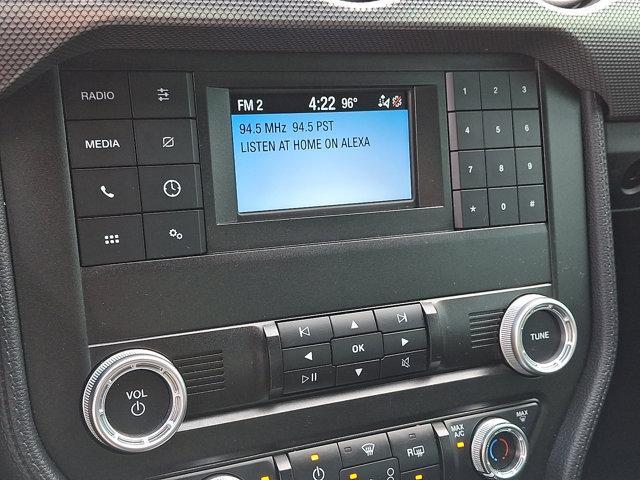 RADIO
MEDIA
FM 2 4:22 96°
94.5 MHz 94.5 PST
LISTEN AT HOME ON ALEXA
1 2 3
4 5 6
7 8 9
* 0 #
OK
VOL
TUNE
MAX
A/C
MAX
R